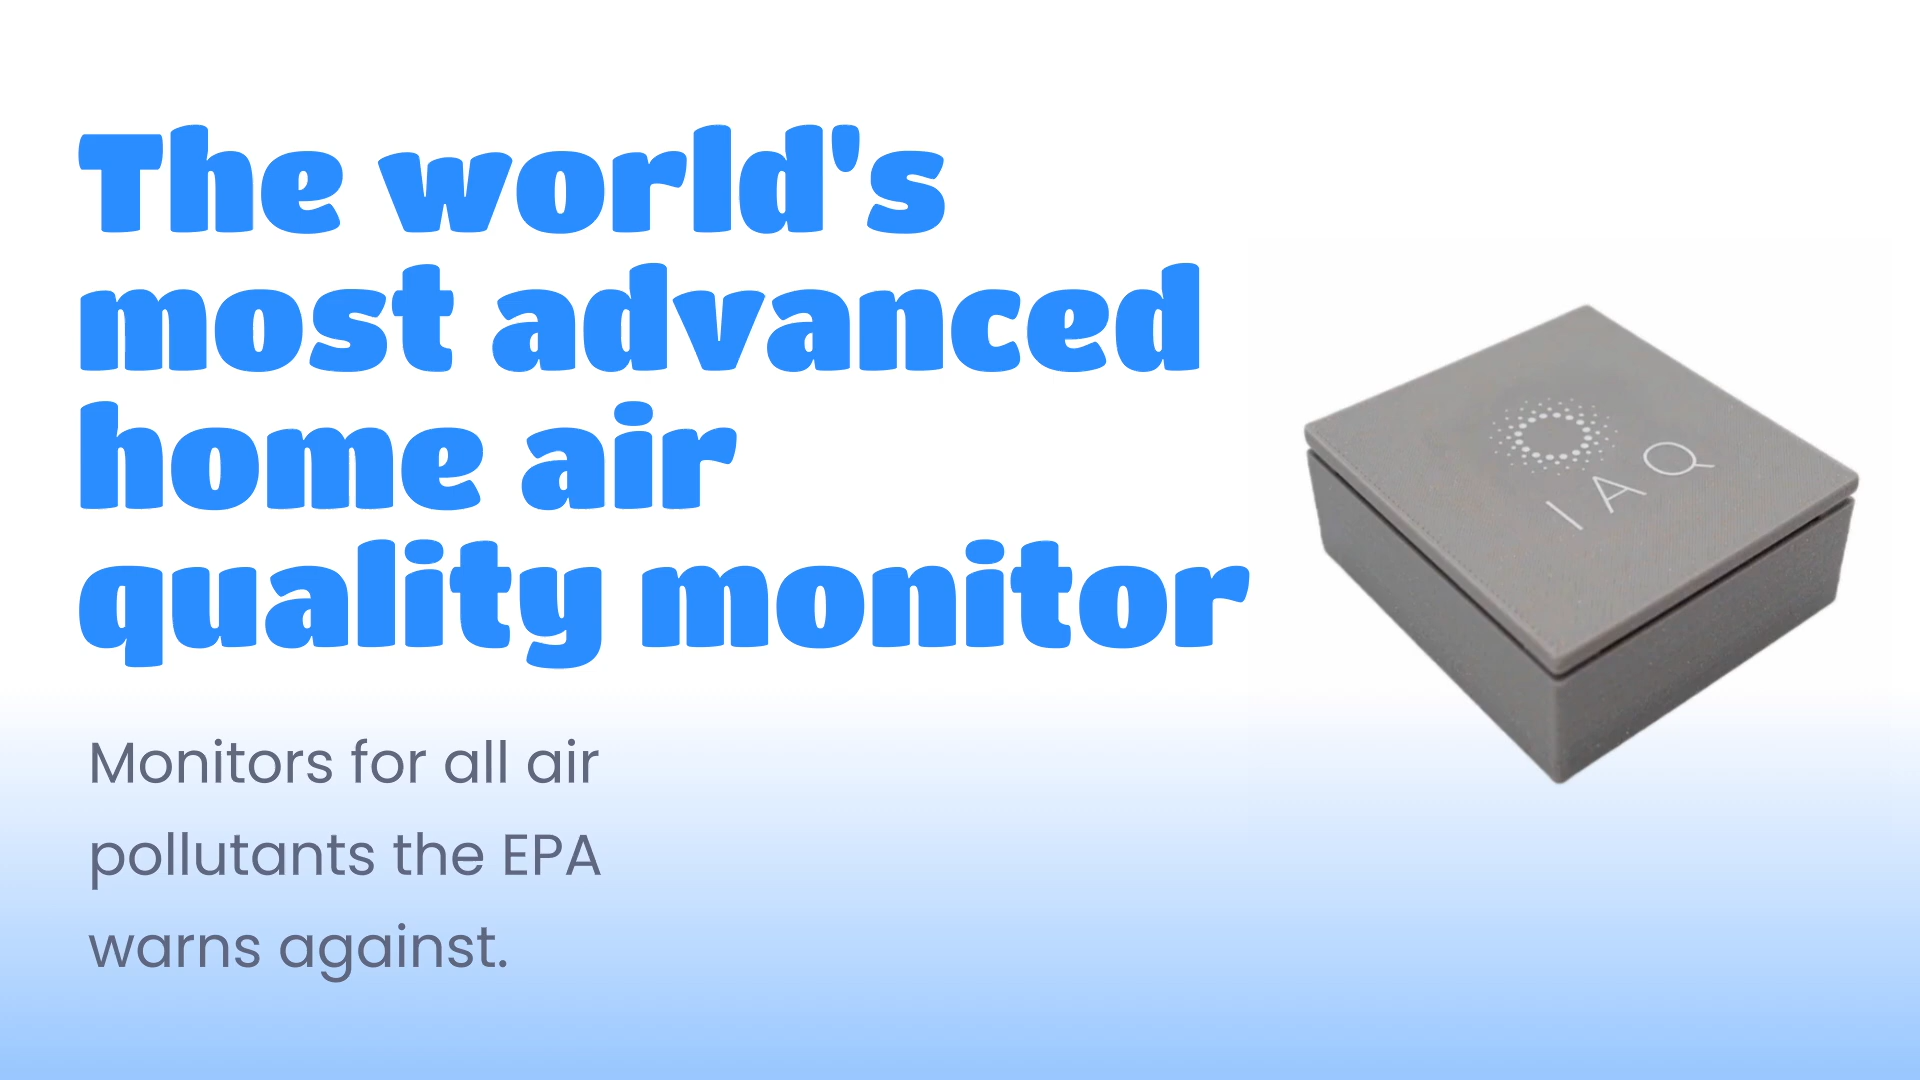 The world's
most advanced
home air
quality monitor
IAQ
Monitors for all air
pollutants the EPA
warns against.